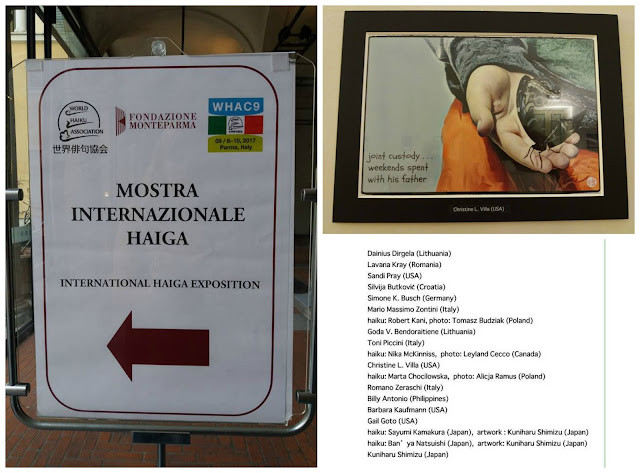 WORLD
HAIKU
ASSOCIATION
世界俳句協会
FONDAZIONE
MONTEPARMA
WHAC9
09 / 8–10, 2017
Parma, Italy
MOSTRA
INTERNAZIONALE
HAIGA
INTERNATIONAL HAIGA EXPOSITION
joint custody . . .
weekends spent
with his father
Christine L. Villa (USA)
Dainius Dirgela (Lithuania)
Lavana Kray (Romania)
Sandi Pray (USA)
Silvija Butković (Croatia)
Simone K. Busch (Germany)
Mario Massimo Zontini (Italy)
haiku: Robert Kani, photo: Tomasz Budziak (Poland)
Goda V. Bendoraitiene (Lithuania)
Toni Piccini (Italy)
haiku: Nika McKinniss, photo: Leyland Cecco (Canada)
Christine L. Villa (USA)
haiku: Marta Chocilowska, photo: Alicja Ramus (Poland)
Romano Zeraschi (Italy)
Billy Antonio (Philippines)
Barbara Kaufmann (USA)
Gail Goto (USA)
haiku: Sayumi Kamakura (Japan), artwork : Kuniharu Shimizu (Japan)
haiku: Ban' ya Natsuishi (Japan), artwork: Kuniharu Shimizu (Japan)
Kuniharu Shimizu (Japan)